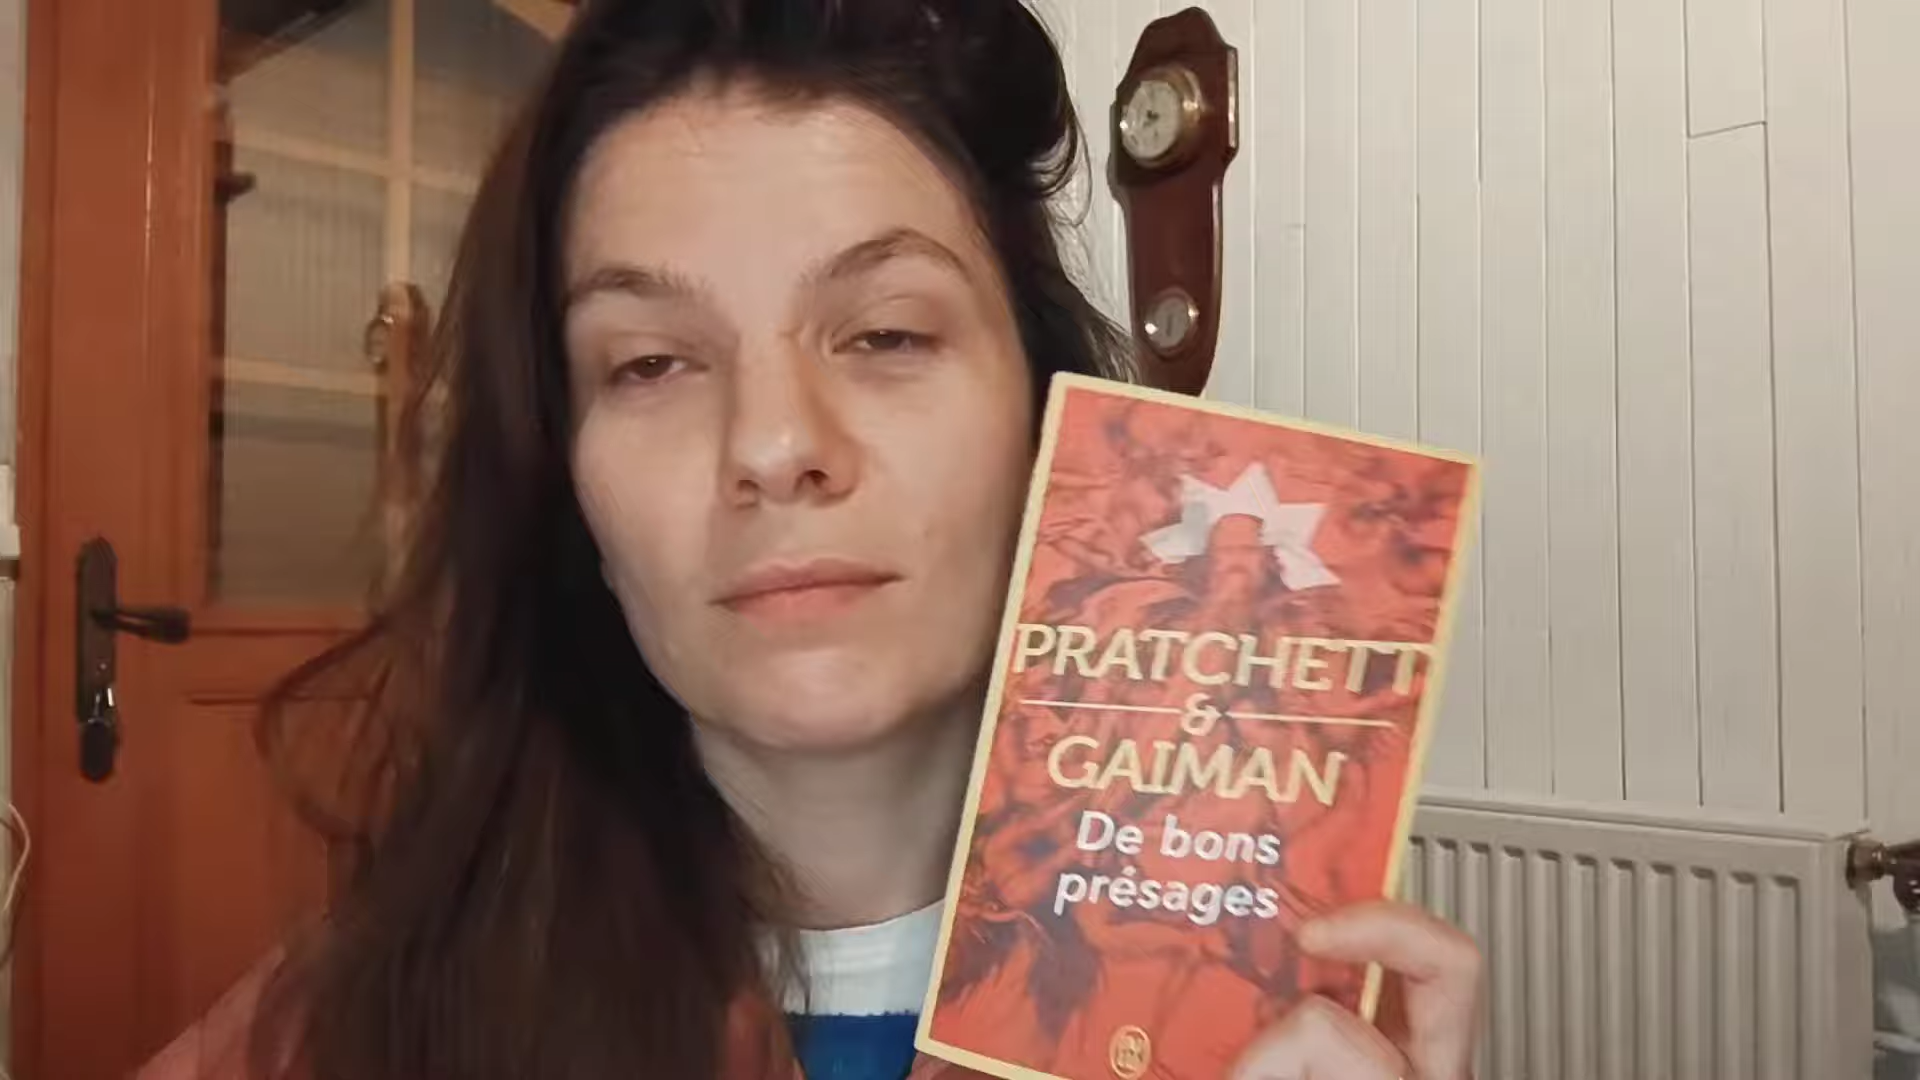 PRATCHETT
&
GAIMAN
De bons
présages